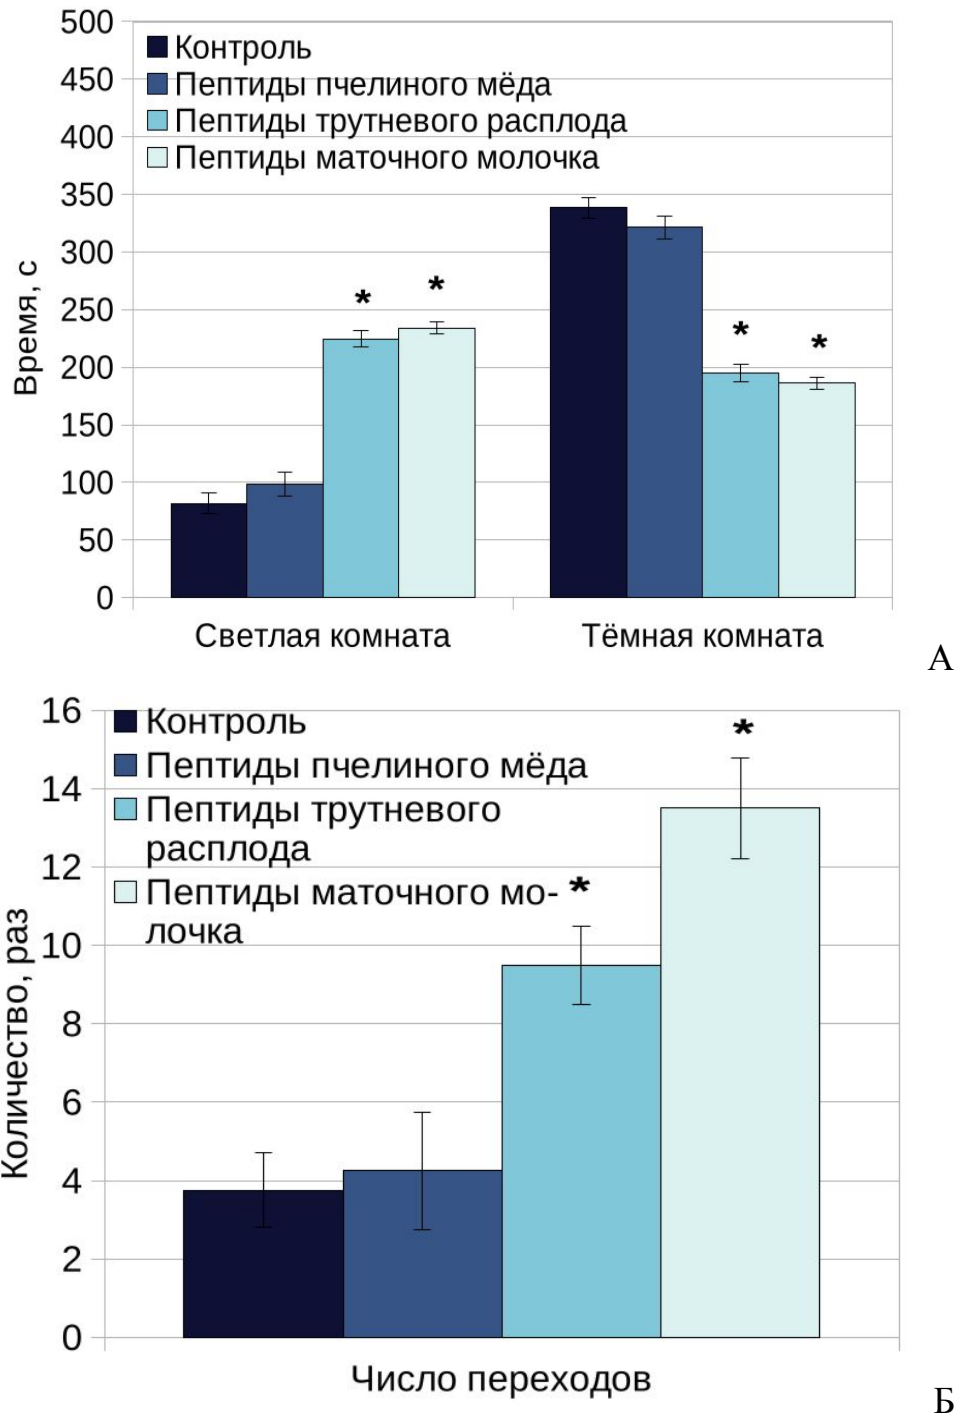 500
450
400
350
300
250
200
150
100
50
0
Время, с
Контроль
Пептиды пчелиного мёда
Пептиды трутневого расплода
Пептиды маточного молочка
*
*
*
*
Светлая комната
Тёмная комната
А
16
14
12
10
8
6
4
2
0
Количество, раз
Контроль
Пептиды пчелиного мёда
Пептиды трутневого
расплода
Пептиды маточного мо-
лочка
*
*
Число переходов
Б